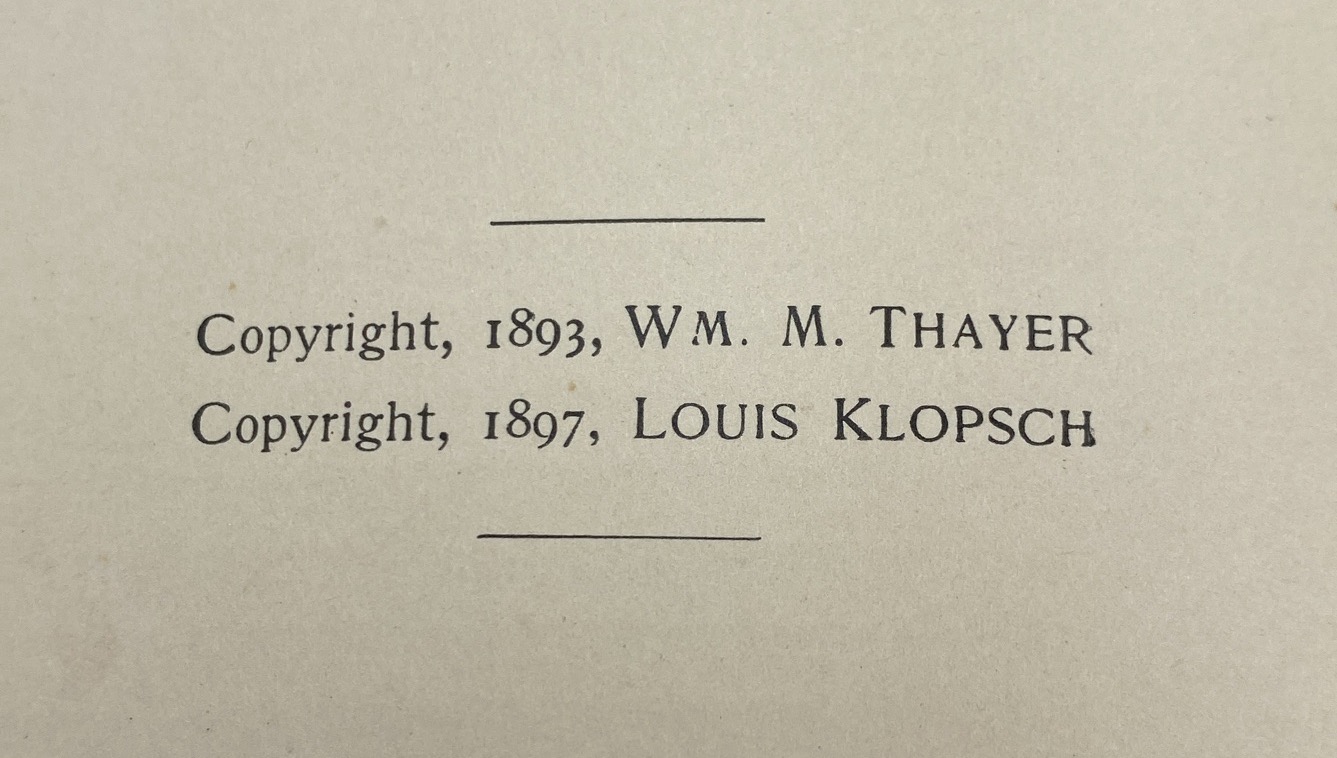 Copyright, 1893, WM. M. THAYER
Copyright, 1897, LOUIS KLOPSCH